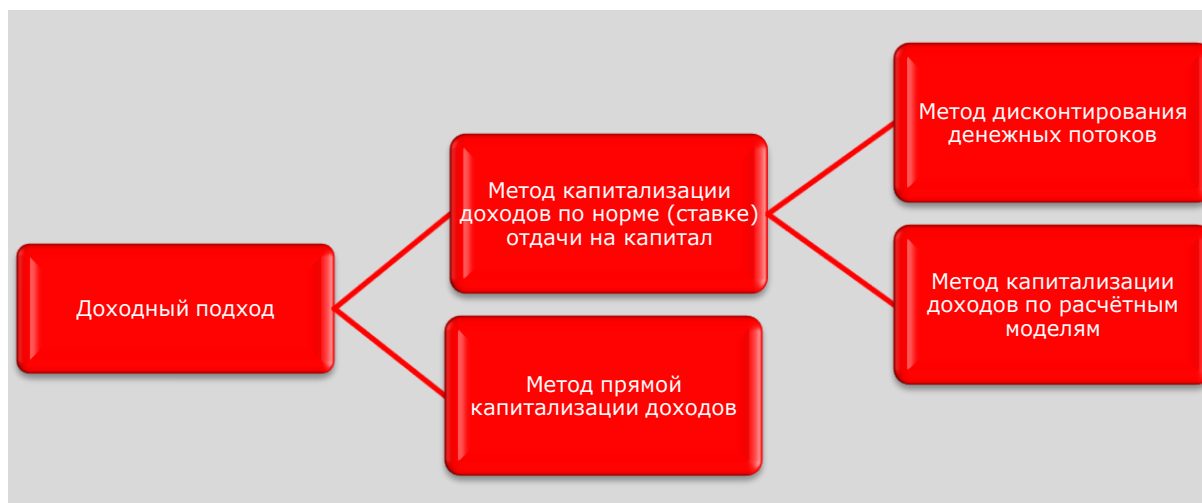 Доходный подход
Метод капитализации
доходов по норме (ставке)
отдачи на капитал
Метод прямой
капитализации доходов
Метод дисконтирования
денежных потоков
Метод капитализации
доходов по расчётным
моделям